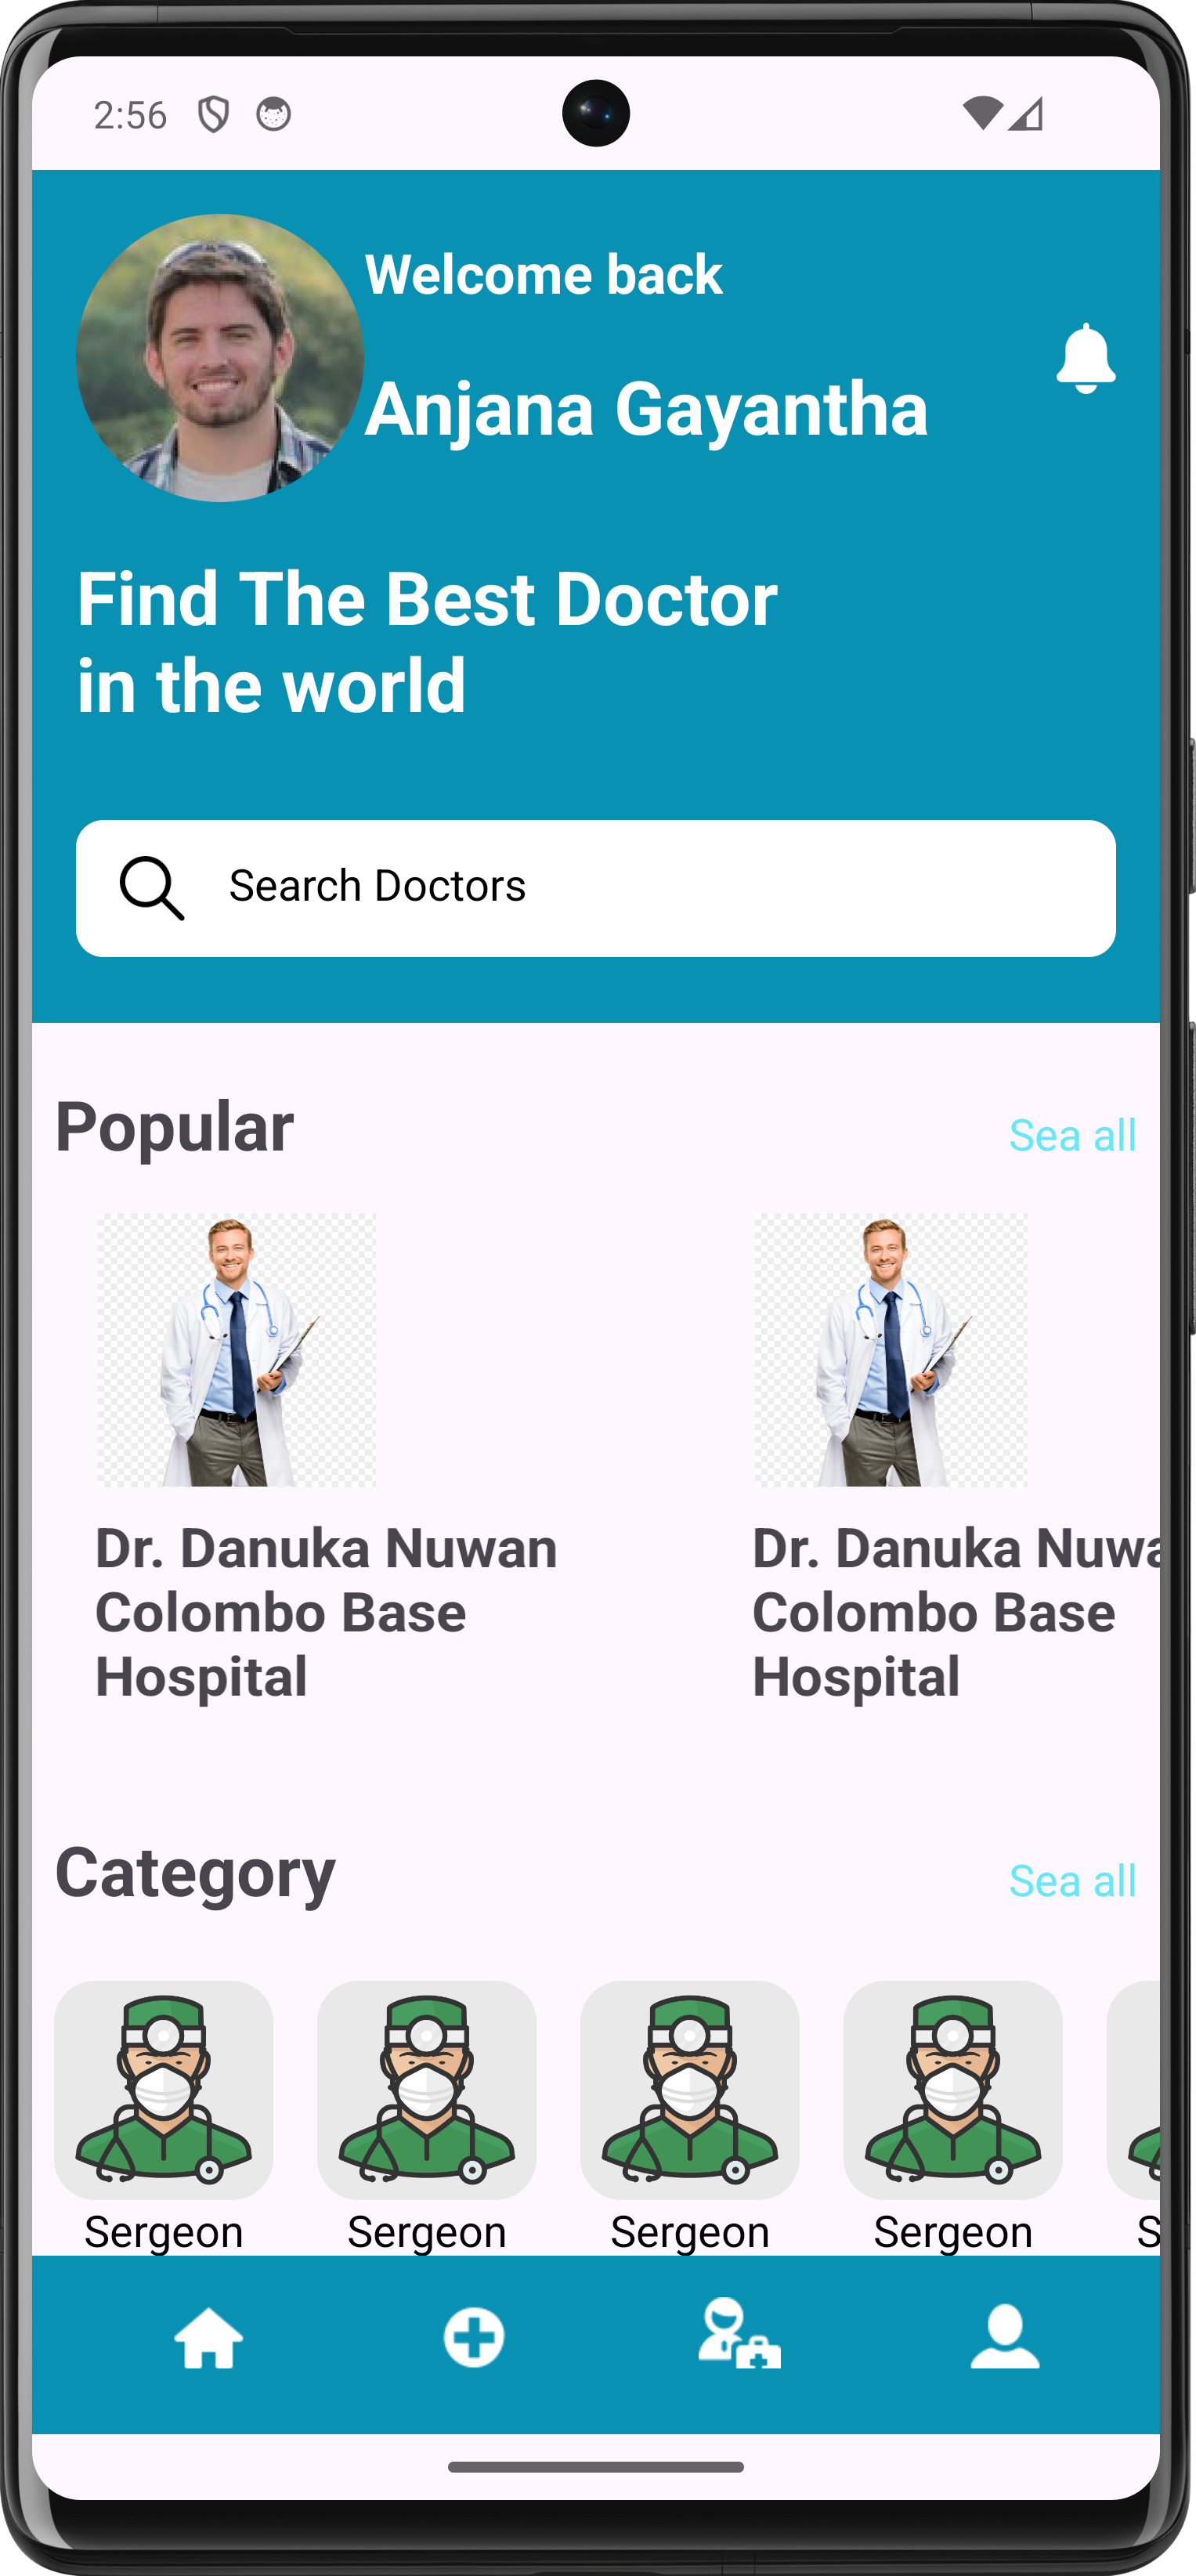 2:56
Welcome back
Anjana Gayantha
Find The Best Doctor
in the world
Search Doctors
Popular
Sea all
Dr. Danuka Nuwan
Colombo Base
Hospital
Dr. Danuka Nuwa
Colombo Base
Hospital
Category
Sea all
Sergeon
Sergeon
Sergeon
Sergeon
S